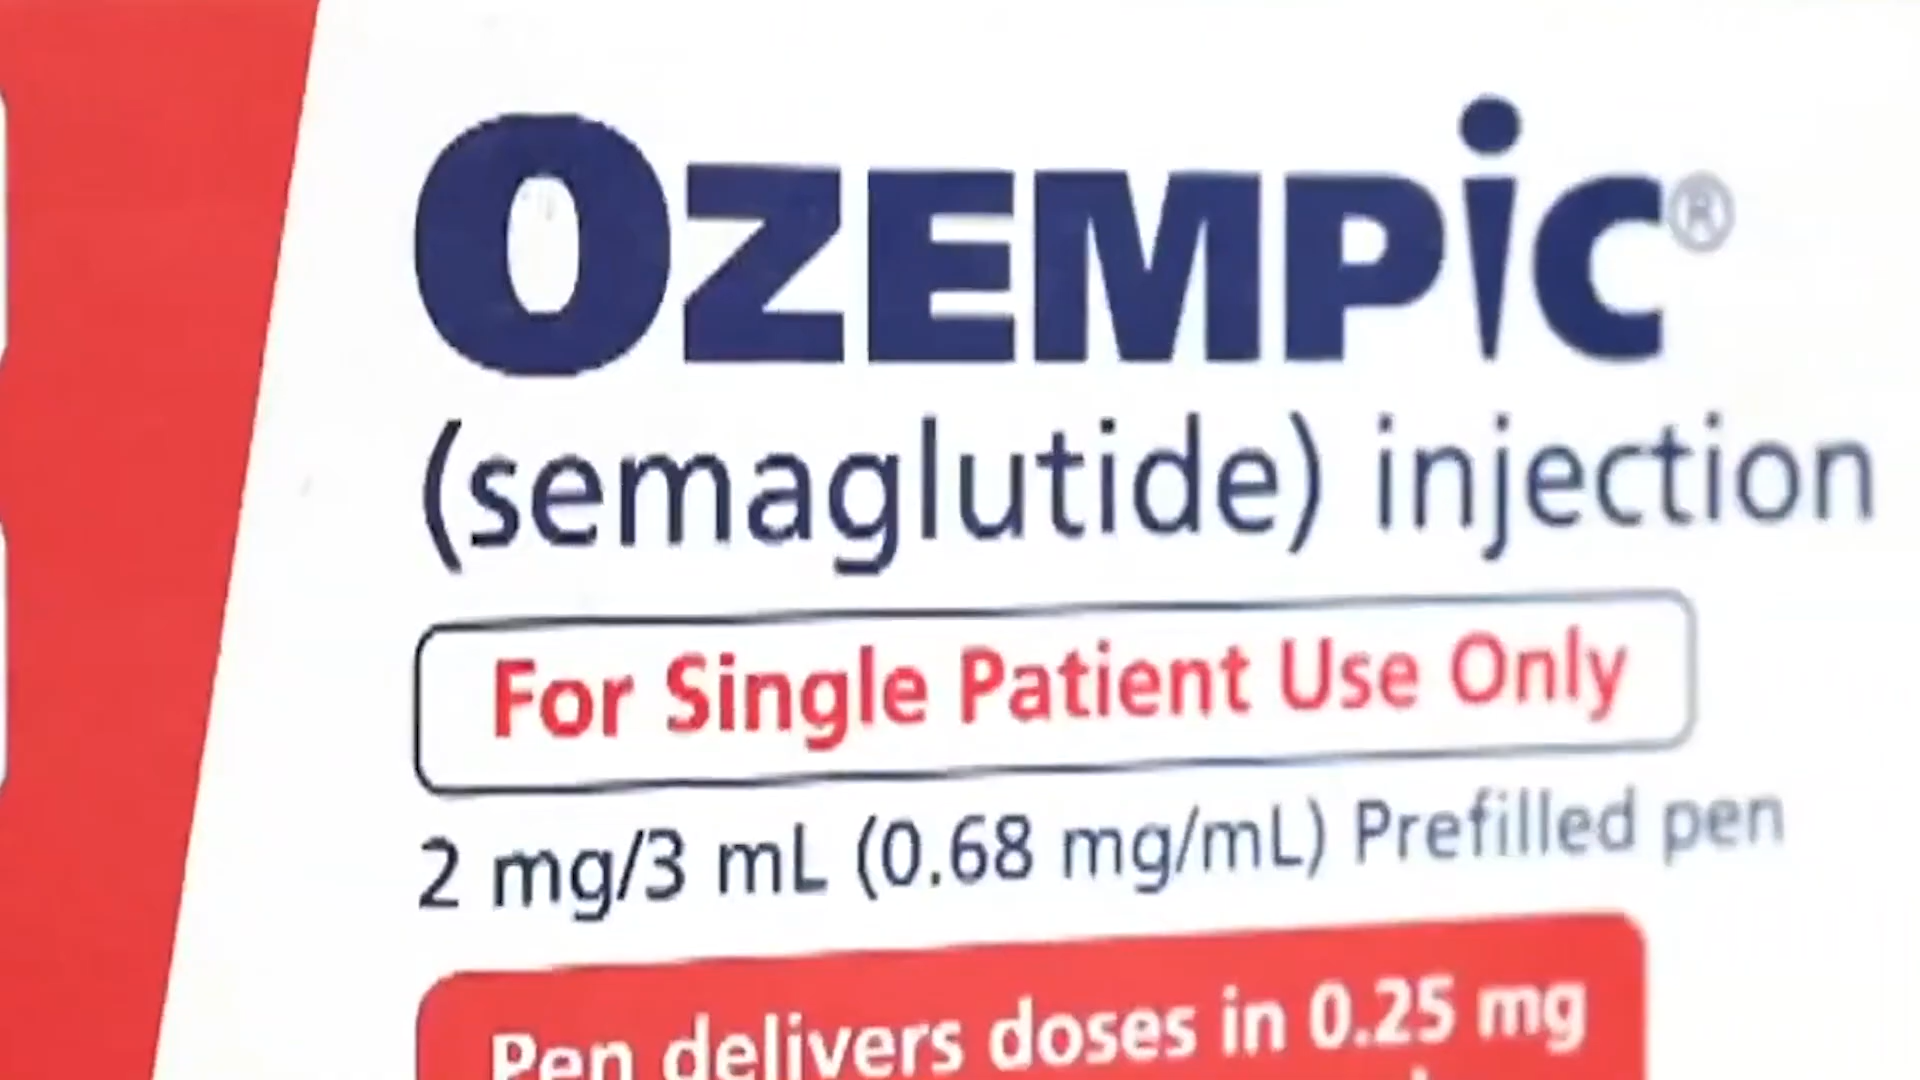 OZEMPiC®
(semaglutide) injection
For Single Patient Use Only
2 mg/3 mL (0.68 mg/mL) Prefilled pen
Pen delivers doses in 0.25 mg